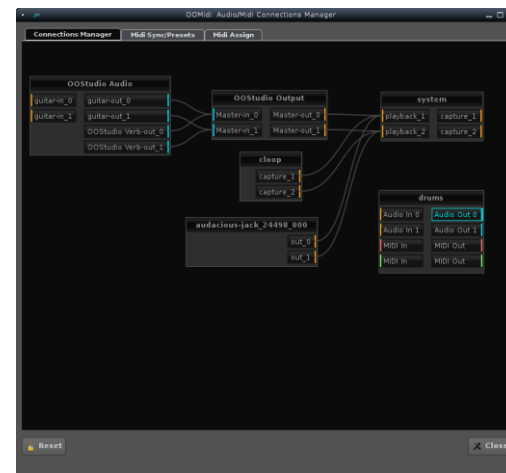 OOMidi: Audio/Midi Connections Manager
Connections Manager Midi Sync/Presets Midi Assign
OOStudio Audio
guitar-in_0 guitar-out_0
guitar-in_1 guitar-out_1
OOStudio Verb-out_0
OOStudio Verb-out_1
OOStudio Output
Master-in_0 Master-out_0
Master-in_1 Master-out_1
system
playback_1 capture_1
playback_2 capture_2
cloop
capture_1
capture_2
audacious-jack_24498_000
out_0
out_1
drums
Audio In 0 Audio Out 0
Audio In 1 Audio Out 1
MIDI In MIDI Out
MIDI In MIDI Out
Reset Close